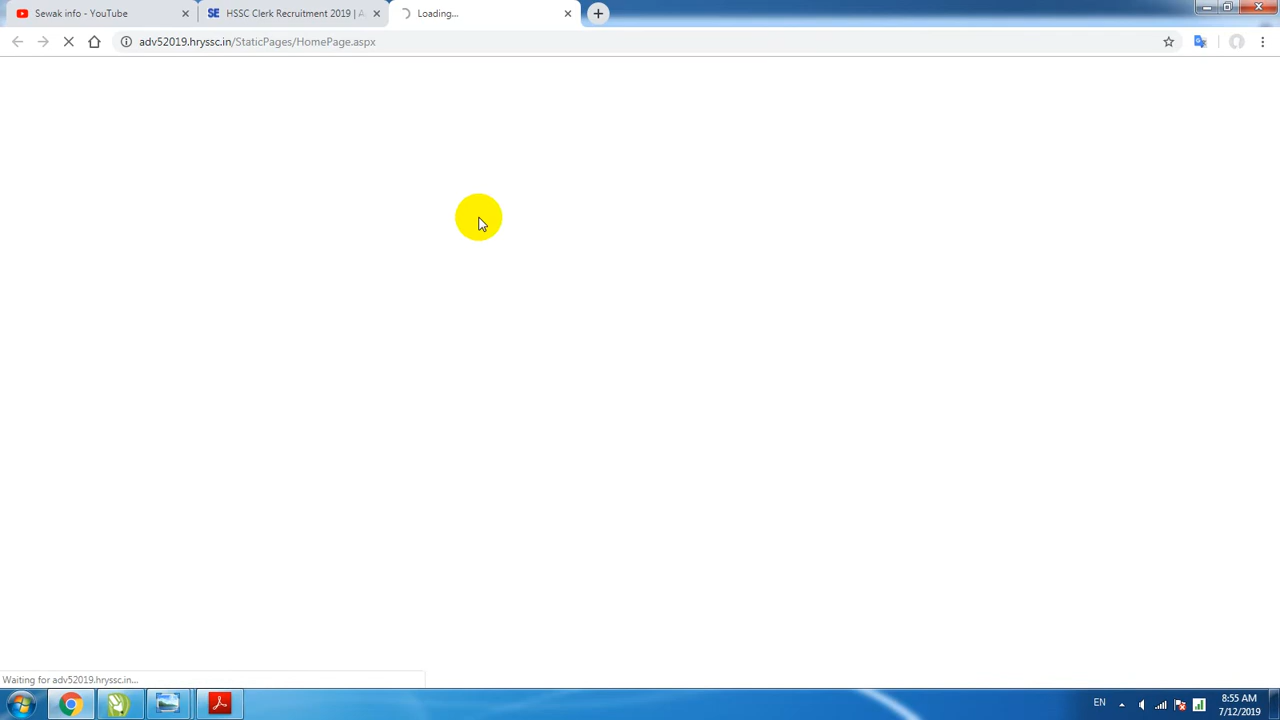 Sewak info - YouTube
SE HSSC Clerk Recruitment 2019 | A
Loading...
adv52019.hryssc.in/StaticPages/HomePage.aspx
Waiting for adv52019.hryssc.in...
EN
8:55 AM
7/12/2019